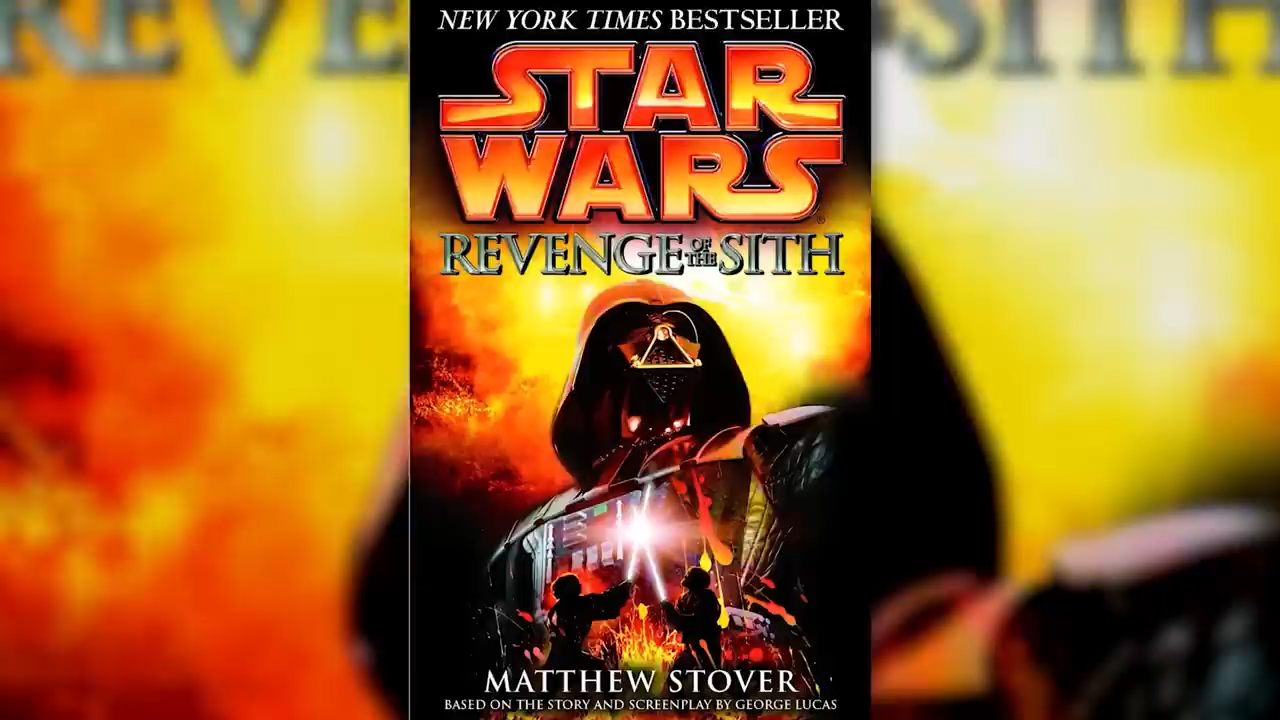 NEW YORK TIMES BESTSELLER
STAR
WARS
REVENGE OF THE SITH
MATTHEW STOVER
BASED ON THE STORY AND SCREENPLAY BY GEORGE LUCAS